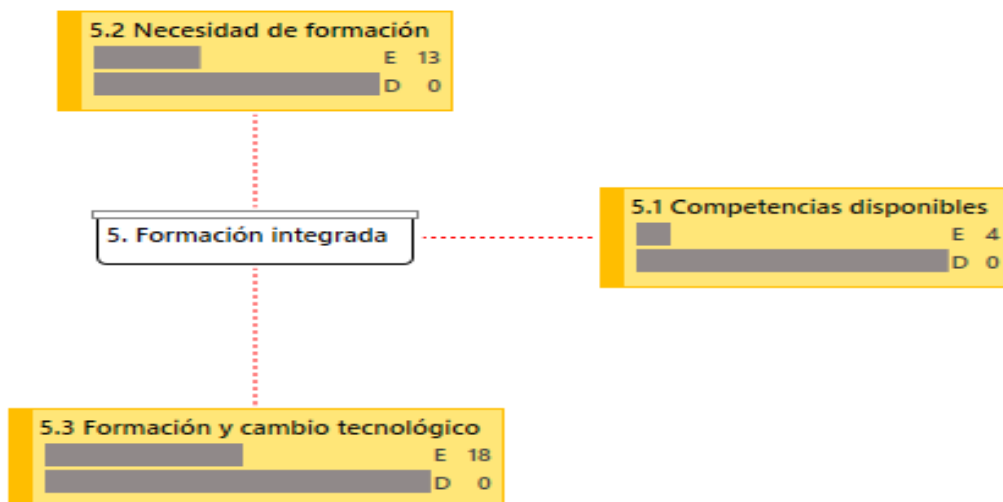 5.2 Necesidad de formación
E 13
D 0
5. Formación integrada
5.1 Competencias disponibles
E 4
D 0
5.3 Formación y cambio tecnológico
E 18
D 0